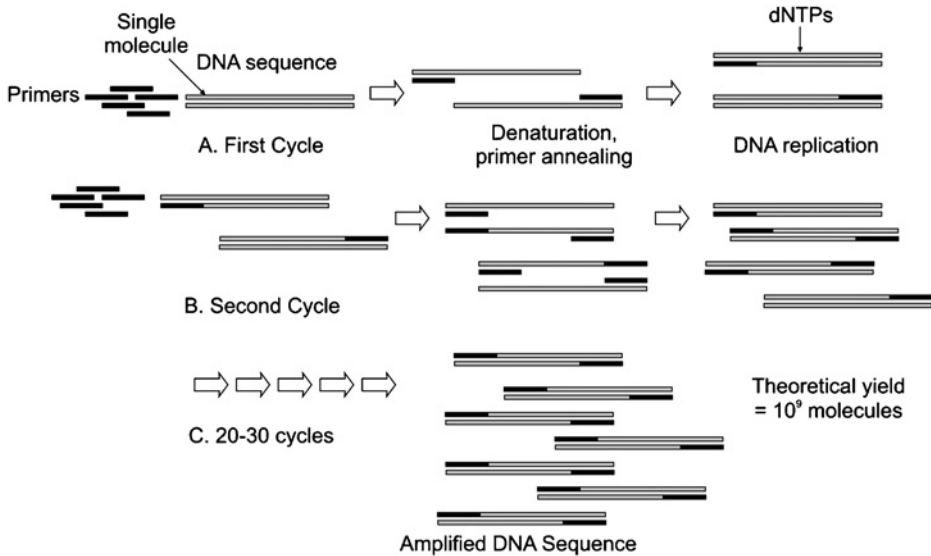 Single
molecule
DNA sequence
dNTPs
Primers
A. First Cycle
Denaturation,
primer annealing
DNA replication
B. Second Cycle
C. 20-30 cycles
Theoretical yield
= 10⁹ molecules
Amplified DNA Sequence